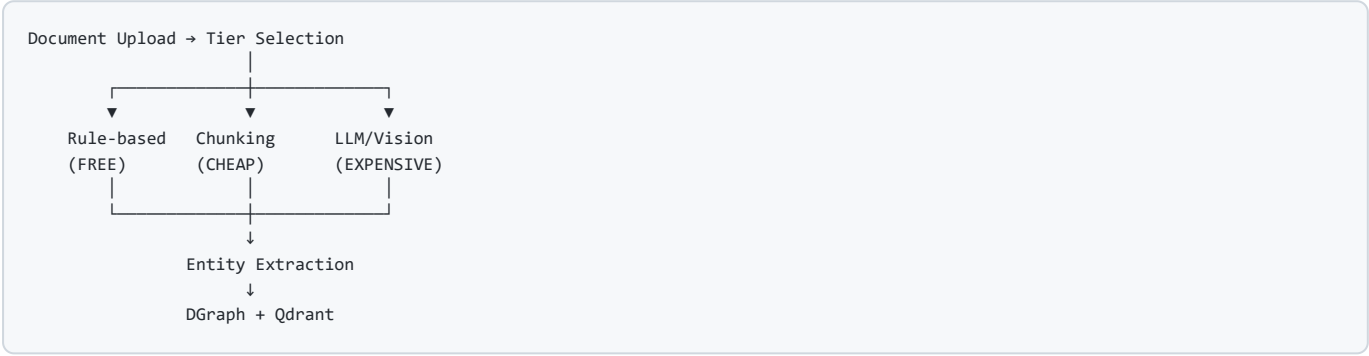 Document Upload → Tier Selection
Rule-based Chunking LLM/Vision
(FREE) (CHEAP) (EXPENSIVE)
Entity Extraction
DGraph + Qdrant